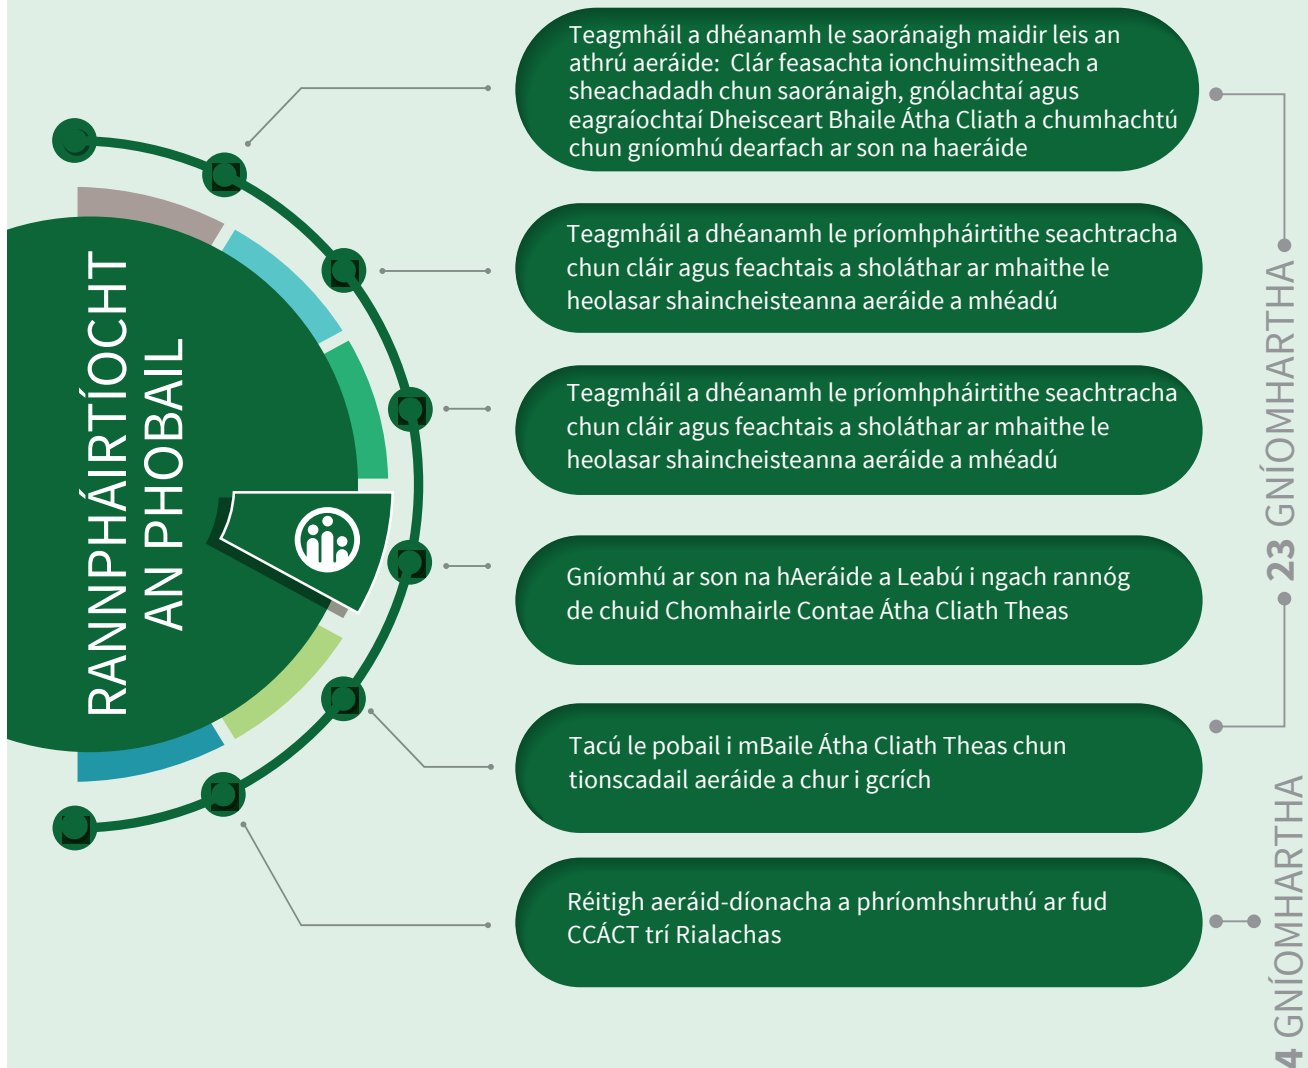 RANNPHÁIRTÍOCHT
AN PHOBAIL
Teagmháil a dhéanamh le saoránaigh maidir leis an
athrú aeráide: Clár feasachta ionchuimsitheach a
sheachadadh chun saoránaigh, gnólachtaí agus
eagraíochtaí Dheisceart Bhaile Átha Cliath a chumhachtú
chun gníomhú dearfach ar son na haeráide
Teagmháil a dhéanamh le príomhpháirtithe seachtracha
chun cláir agus feachtais a sholáthar ar mhaithe le
heolasar shaincheisteanna aeráide a mhéadú
Teagmháil a dhéanamh le príomhpháirtithe seachtracha
chun cláir agus feachtais a sholáthar ar mhaithe le
heolasar shaincheisteanna aeráide a mhéadú
Gníomhú ar son na hAeráide a Leabú i ngach rannóg
de chuid Chomhairle Contae Átha Cliath Theas
Tacú le pobail i mBaile Átha Cliath Theas chun
tionscadail aeráide a chur i gcrích
Réitigh aeráid-díonacha a phríomhshruthú ar fud
CCÁCT trí Rialachas
23 GNÍOMHARTHA
4 GNÍOMHARTHA